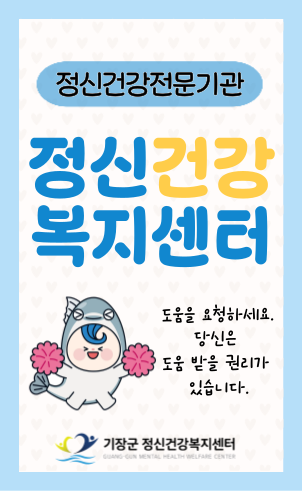 정신건강전문기관
정신건강
복지센터
도움을 요청하세요.
당신은
도움 받을 권리가
있습니다.
기장군 정신건강복지센터
GIJANG-GUN MENTAL HEALTH WELFARE CENTER